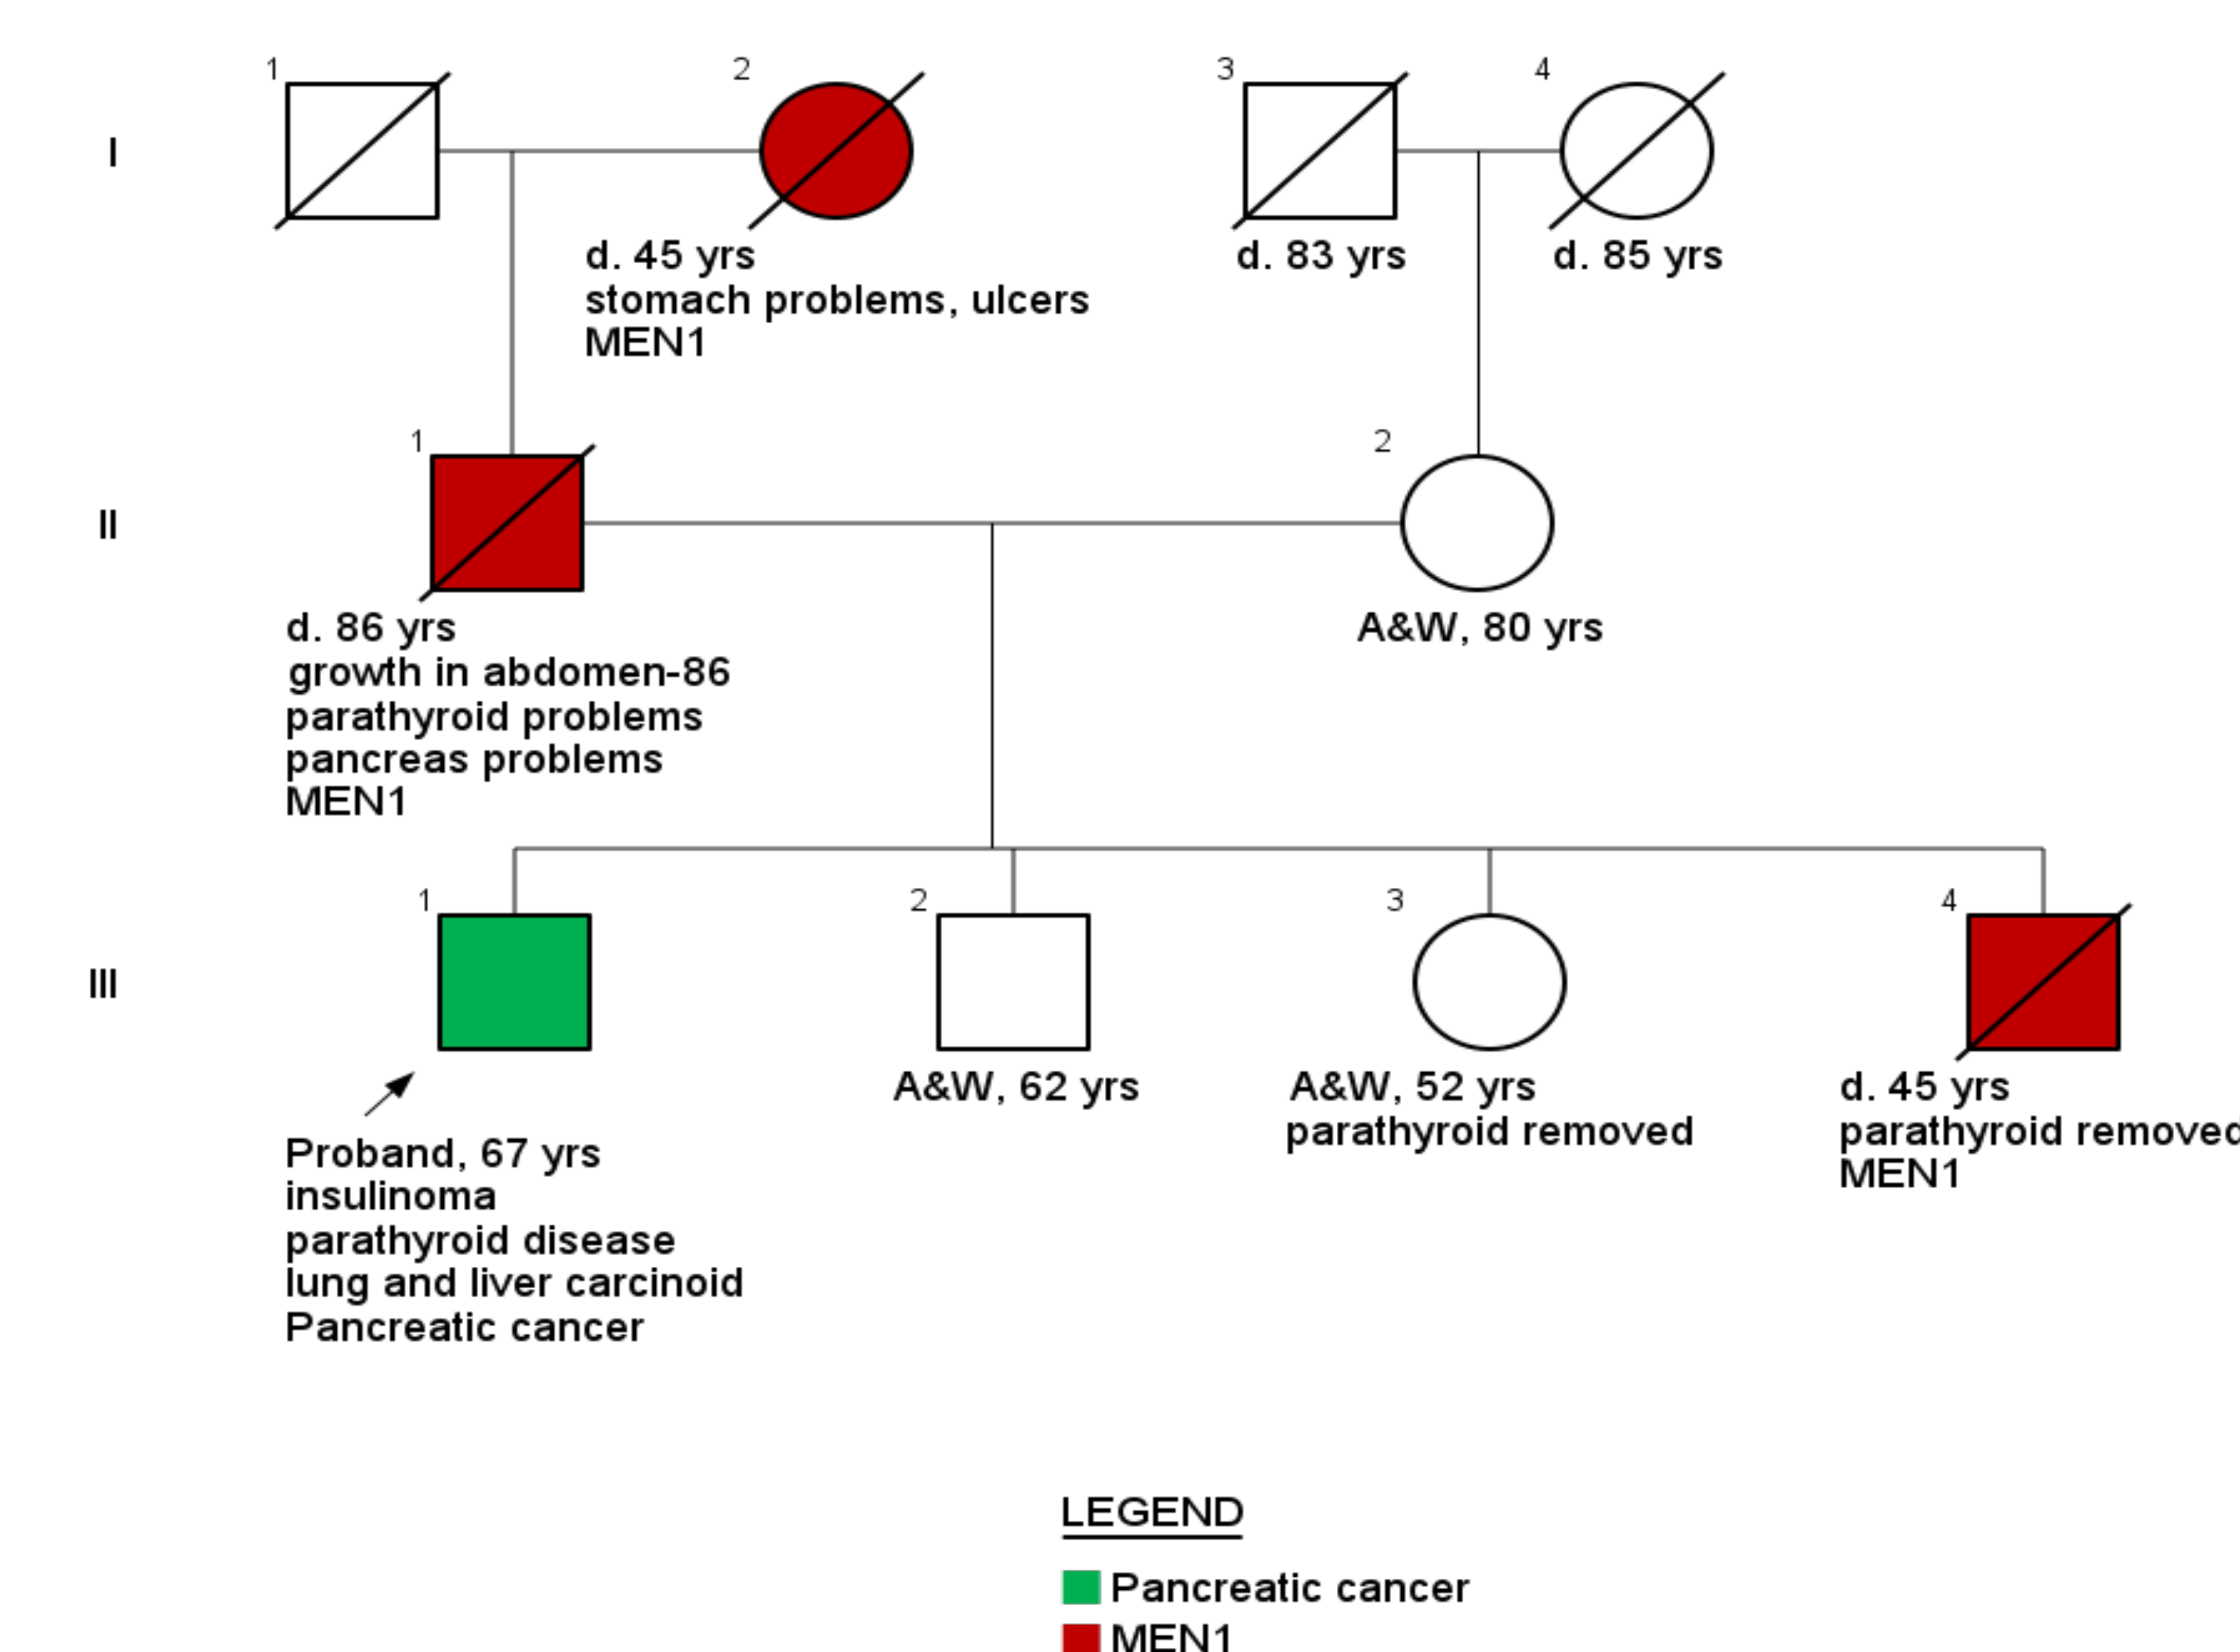 1
2
3
4
I
d. 45 yrs
stomach problems, ulcers
MEN1
d. 83 yrs
d. 85 yrs
1
2
II
d. 86 yrs
growth in abdomen-86
parathyroid problems
pancreas problems
MEN1
A&W, 80 yrs
1
2
3
4
III
Proband, 67 yrs
insulinoma
parathyroid disease
lung and liver carcinoid
Pancreatic cancer
A&W, 62 yrs
A&W, 52 yrs
parathyroid removed
d. 45 yrs
parathyroid removed
MEN1
LEGEND
Pancreatic cancer
MEN1